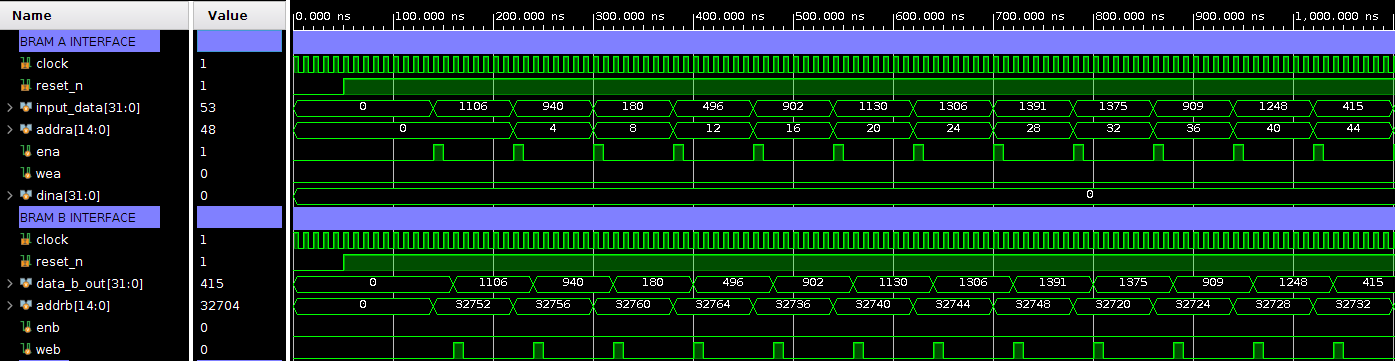 Name Value 0.000 ns 100.000 ns 200.000 ns 300.000 ns 400.000 ns 500.000 ns 600.000 ns 700.000 ns 800.000 ns 900.000 ns 1,000.000 ns
BRAM A INTERFACE
clock 1
reset_n 1
input_data[31:0] 53 0 1106 940 180 496 902 1130 1306 1391 1375 909 1248 415
addra[14:0] 48 0 4 8 12 16 20 24 28 32 36 40 44
ena 1
wea 0
dina[31:0] 0 0
BRAM B INTERFACE
clock 1
reset_n 1
data_b_out[31:0] 415 0 1106 940 180 496 902 1130 1306 1391 1375 909 1248 415
addrb[14:0] 32704 0 32752 32756 32760 32764 32736 32740 32744 32748 32720 32724 32728 32732
enb 0
web 0